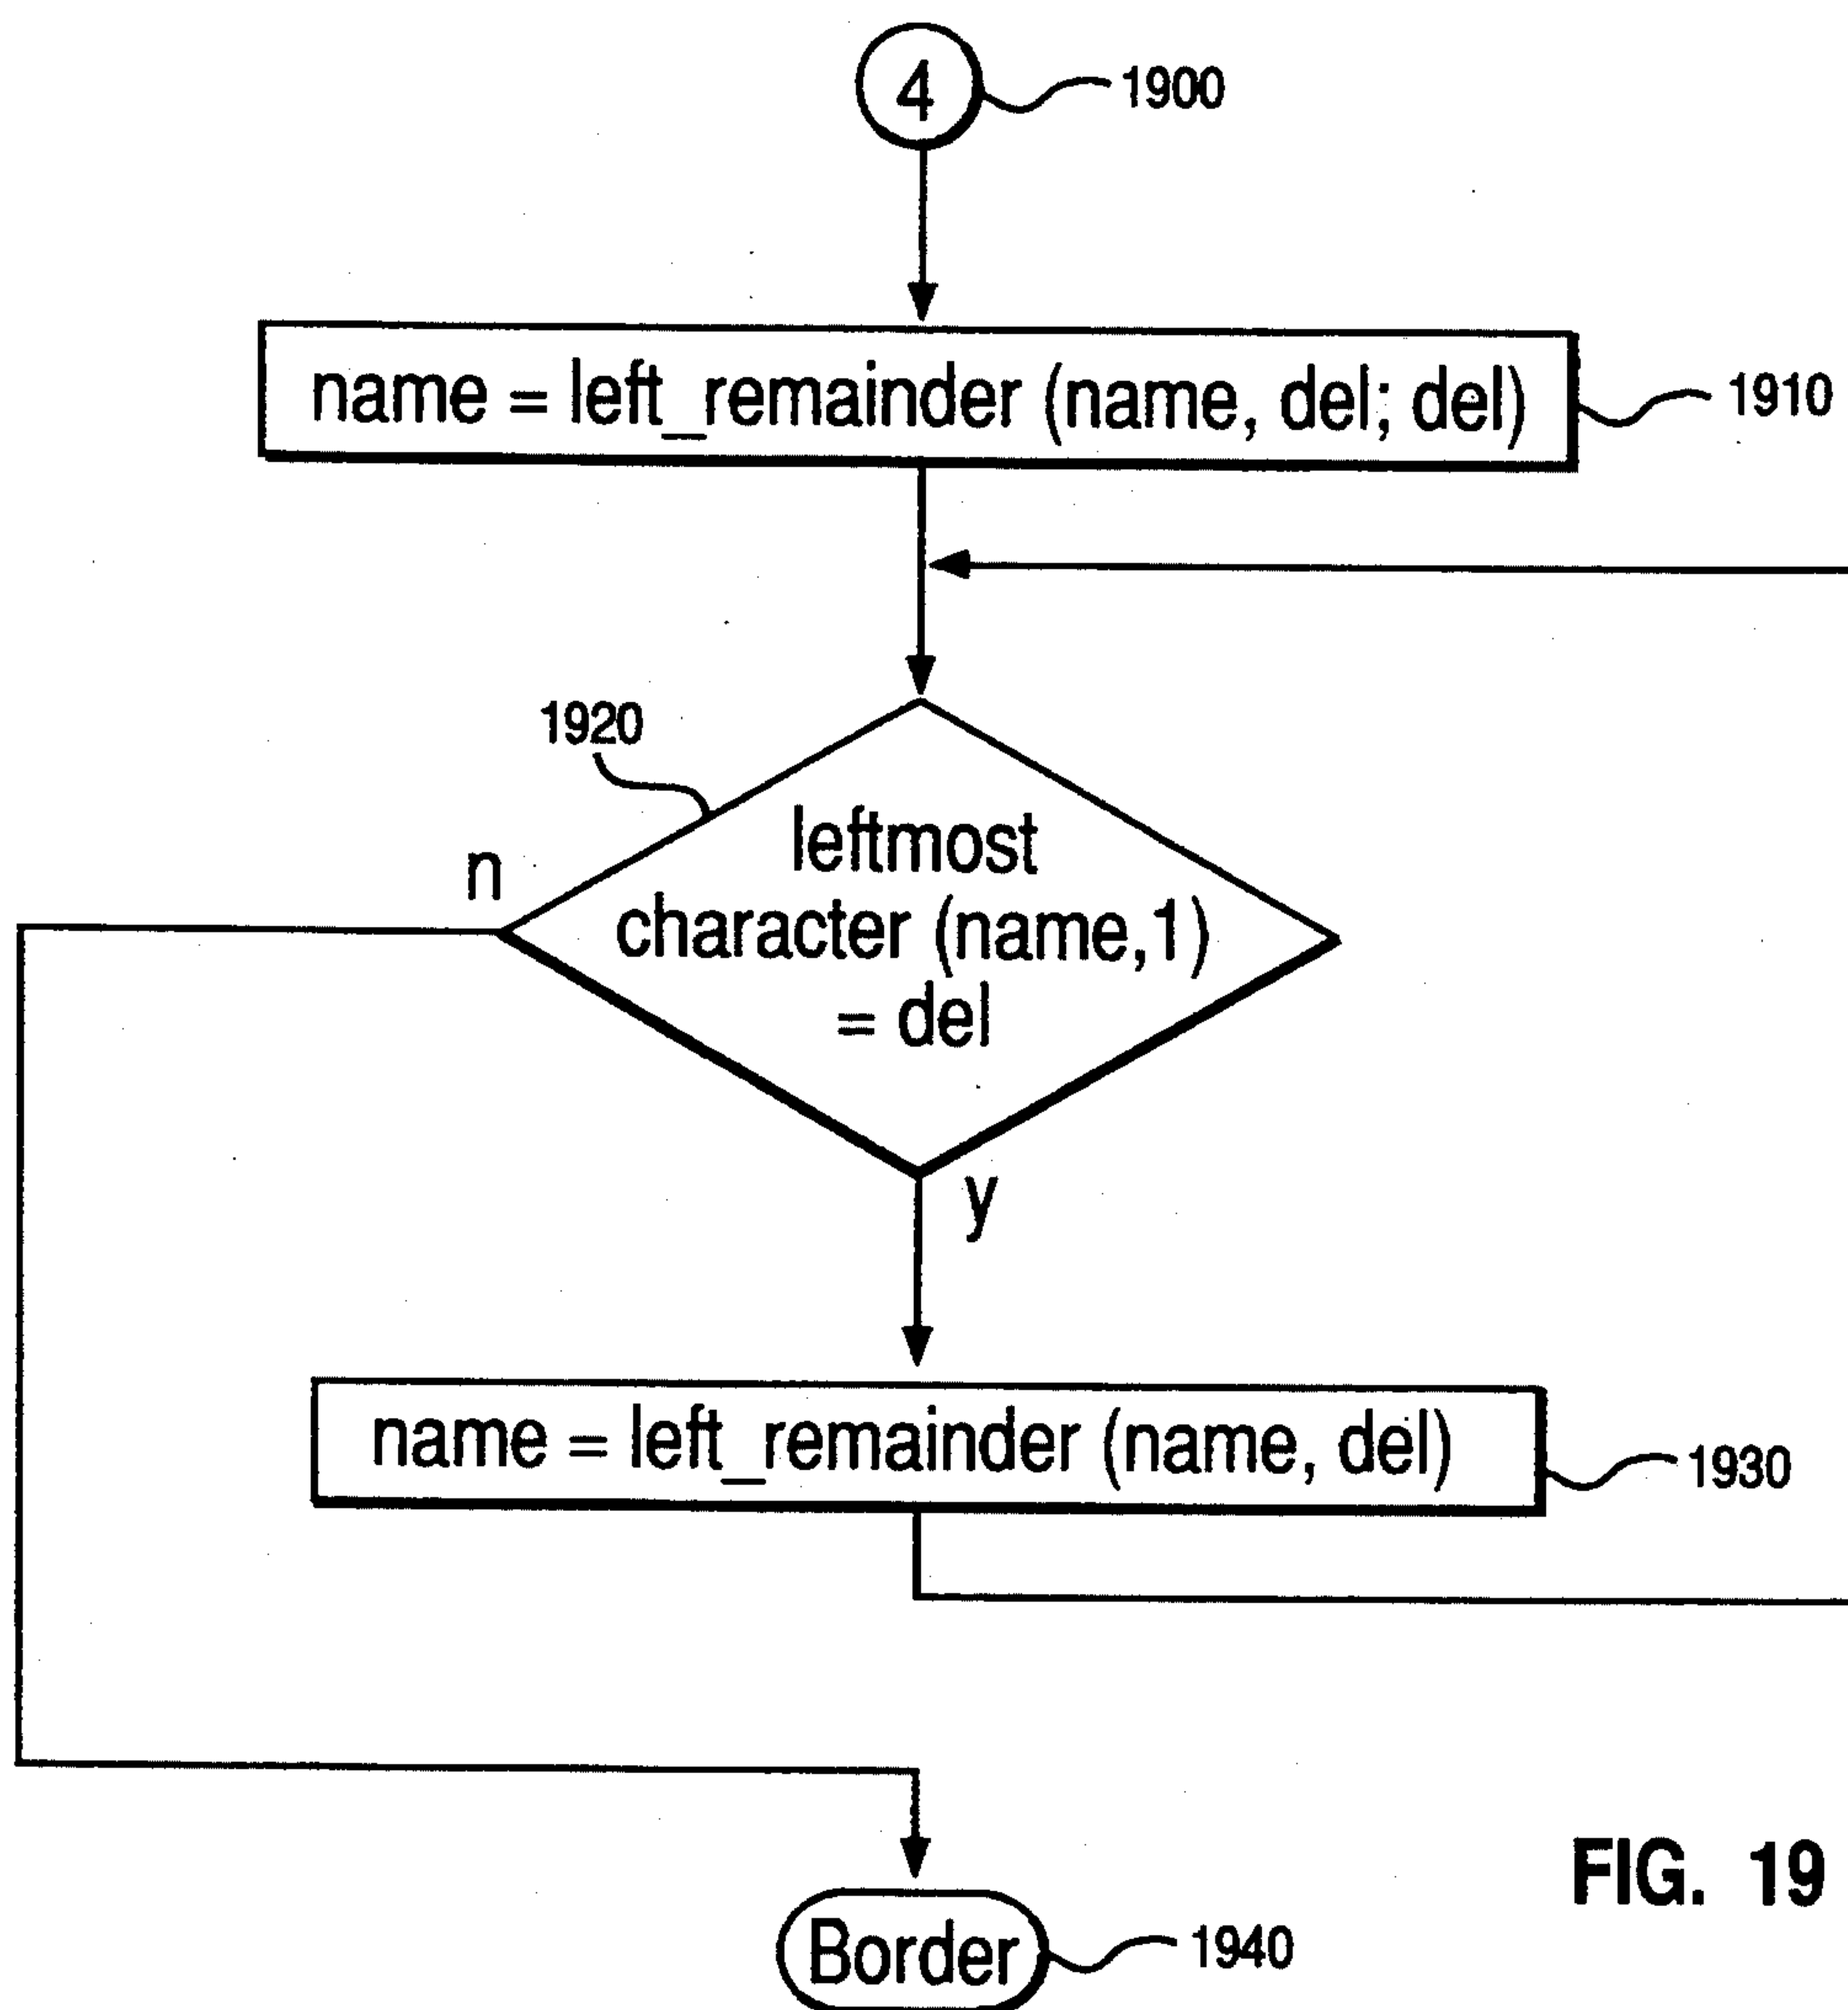 4
1900
name = left_remainder (name, del; del)
1910
1920
n
leftmost
character (name,1)
= del
y
name = left_remainder (name, del)
1930
FIG. 19
Border
1940